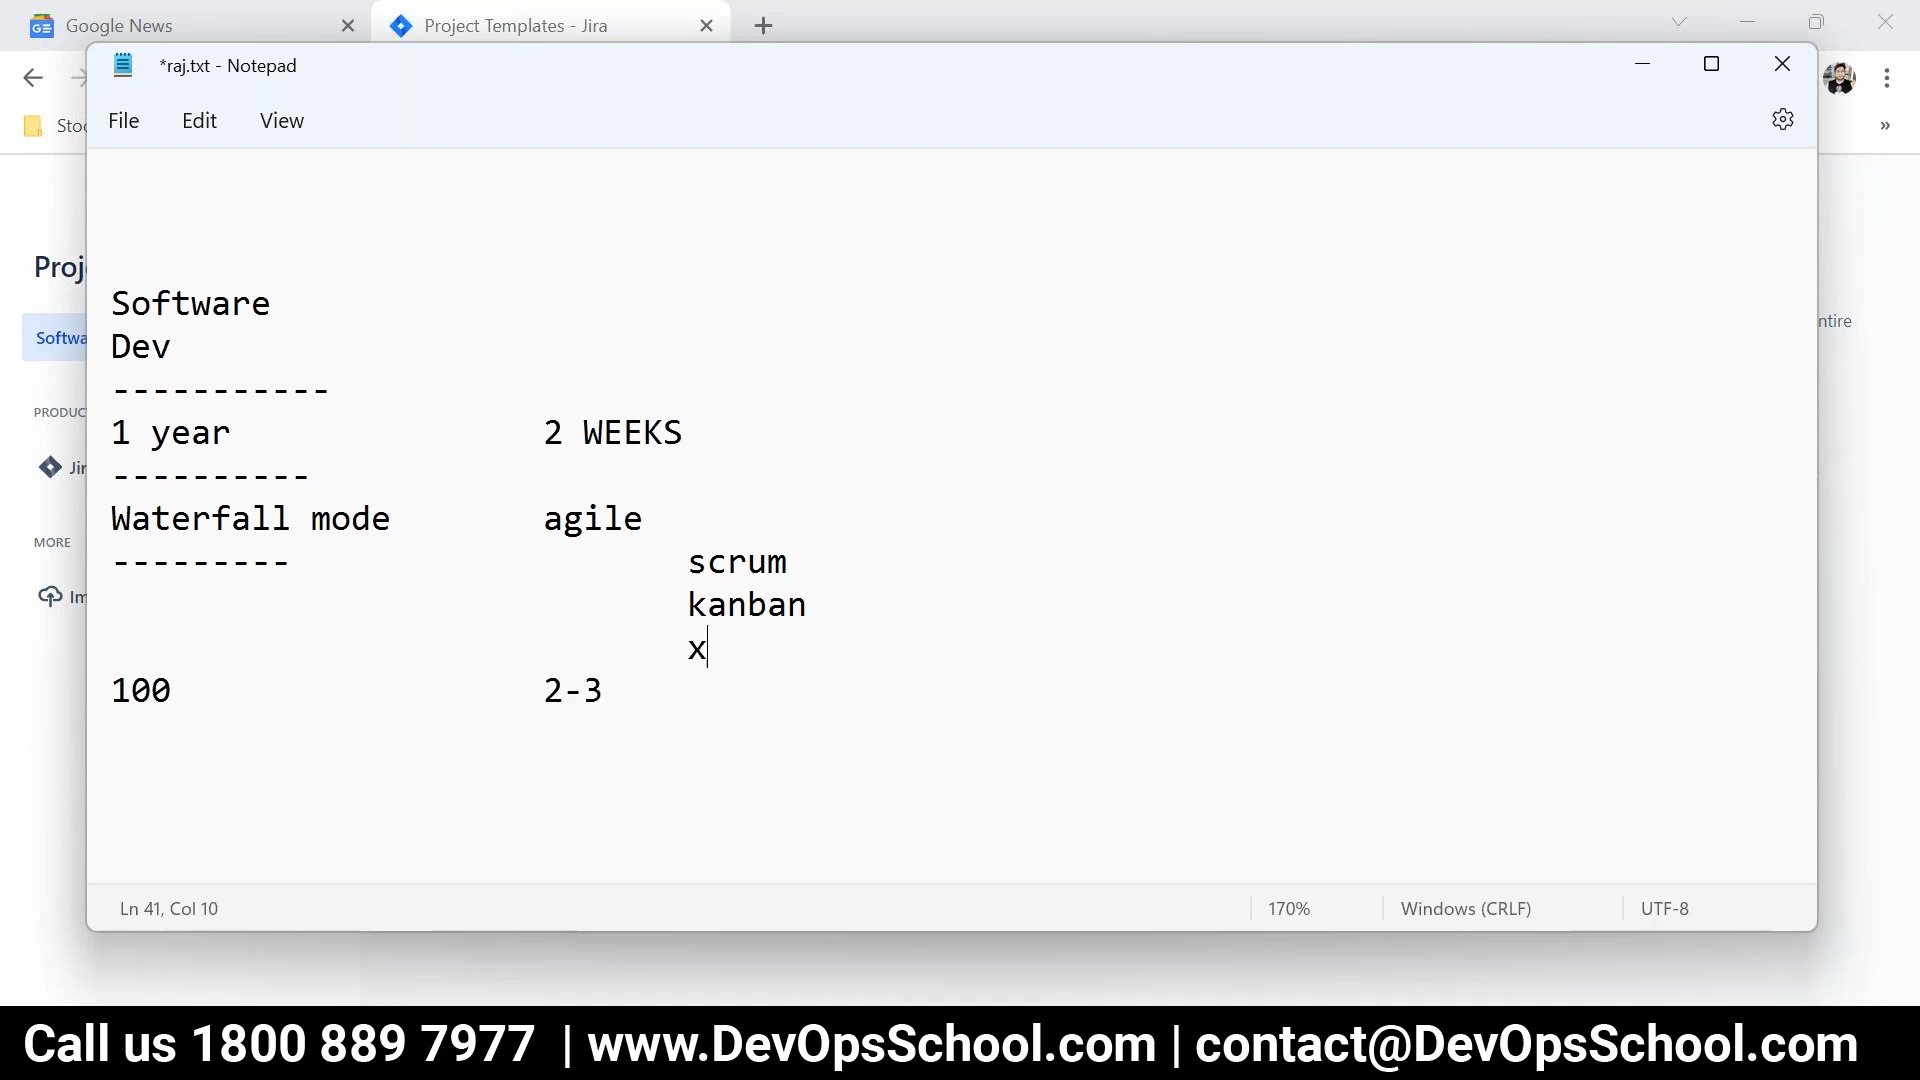 Google News
Project Templates - Jira
*raj.txt - Notepad
File Edit View
Software
Dev
-----------
1 year 2 WEEKS
----------
Waterfall mode agile
---------
scrum
kanban
x
100 2-3
Ln 41, Col 10 170% Windows (CRLF) UTF-8
MORE
Call us 1800 889 7977 | www.DevOpsSchool.com | contact@DevOpsSchool.com